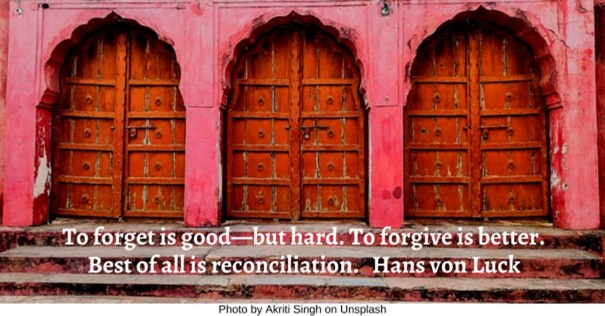 To forget is good—but hard. To forgive is better.
Best of all is reconciliation. Hans von Luck
Photo by Akriti Singh on Unsplash